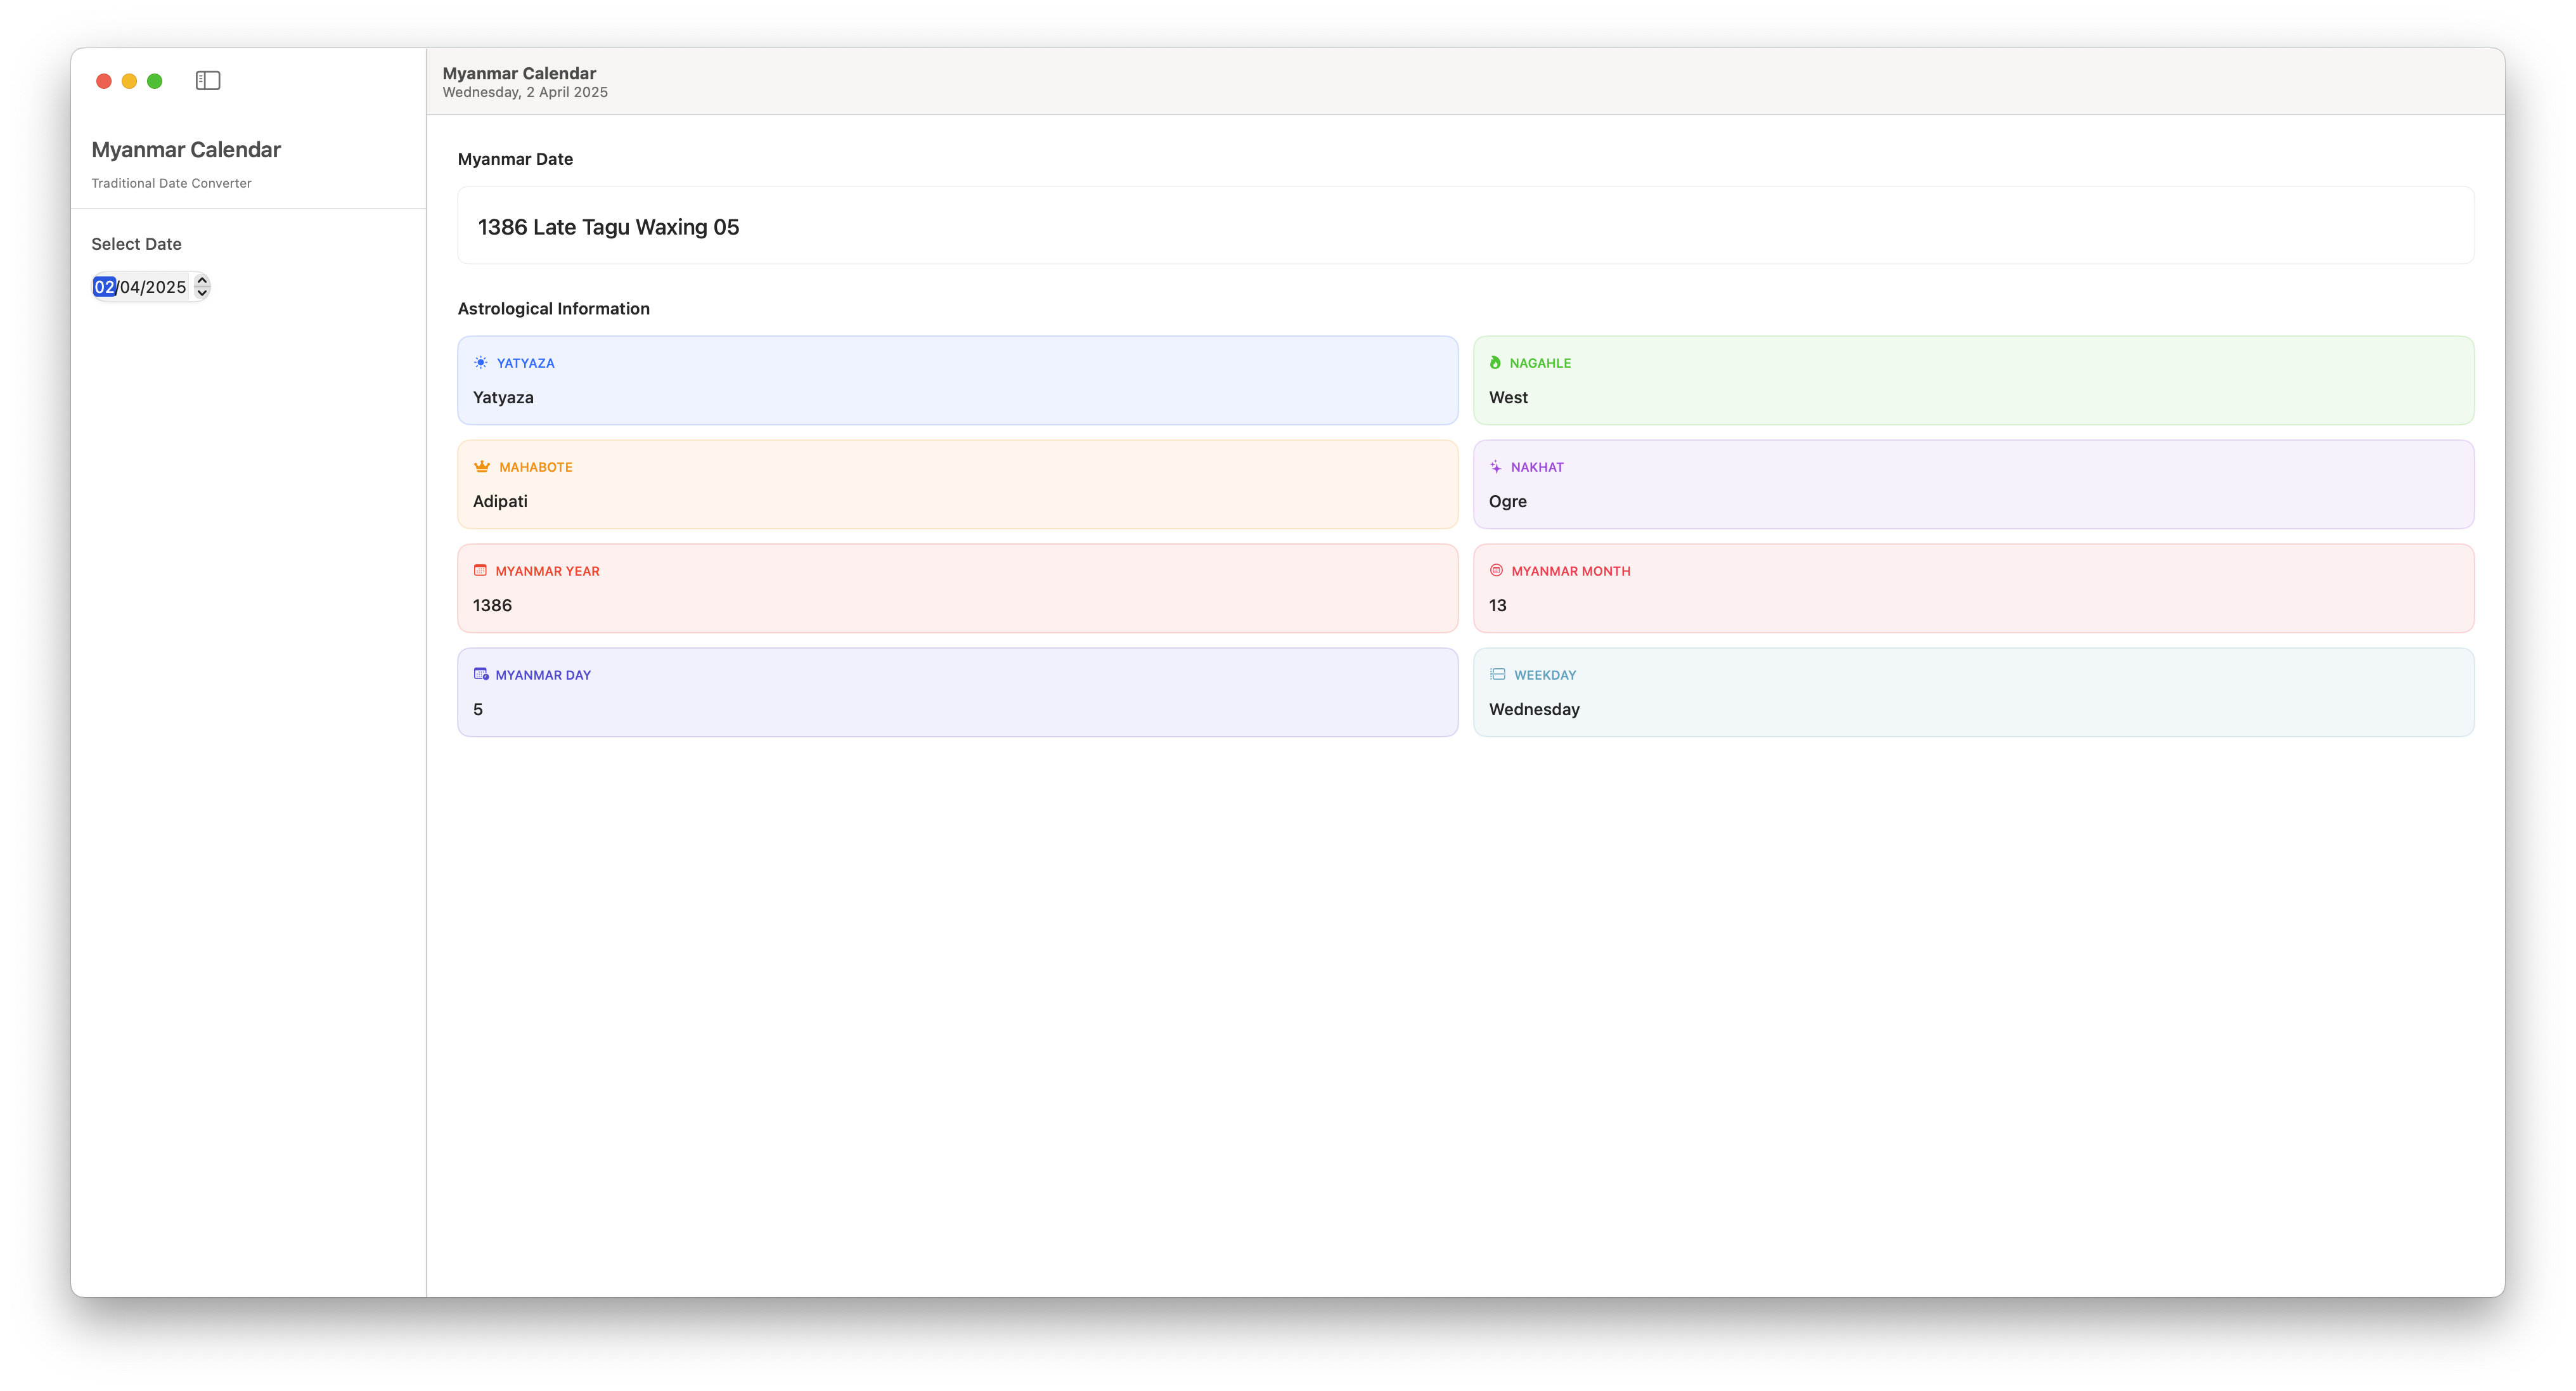 Myanmar Calendar
Traditional Date Converter
Select Date
02/04/2025
Myanmar Calendar
Wednesday, 2 April 2025
Myanmar Date
1386 Late Tagu Waxing 05
Astrological Information
YATYAZA
Yatyaza
NAGAHLE
West
MAHABOTE
Adipati
NAKHAT
Ogre
MYANMAR YEAR
1386
MYANMAR MONTH
13
MYANMAR DAY
5
WEEKDAY
Wednesday